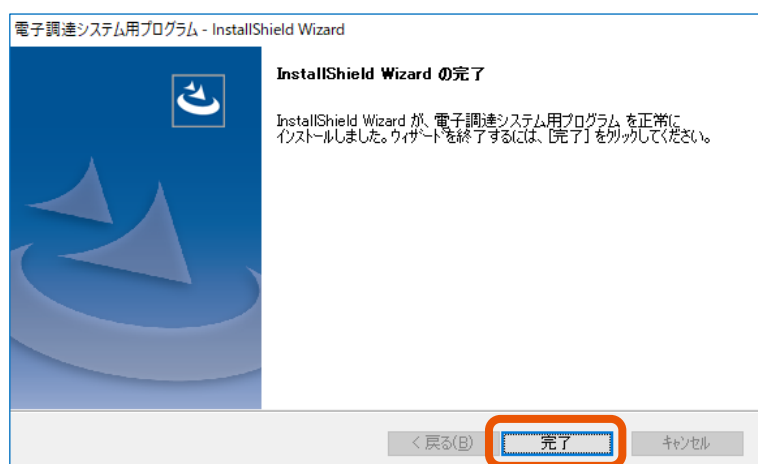 電子調達システム用プログラム - InstallShield Wizard
InstallShield Wizard の完了
InstallShield Wizard が、電子調達システム用プログラム を正常に
インストールしました。ウィザードを終了するには、[完了] をクリックしてください。
< 戻る(B)
完了
キャンセル